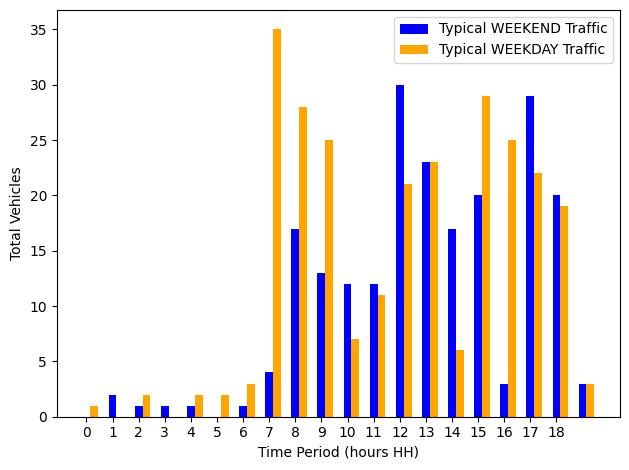 Typical WEEKEND Traffic
Typical WEEKDAY Traffic
35
30
25
20
15
10
5
0
Total Vehicles
0 1 2 3 4 5 6 7 8 9 10 11 12 13 14 15 16 17 18
Time Period (hours HH)